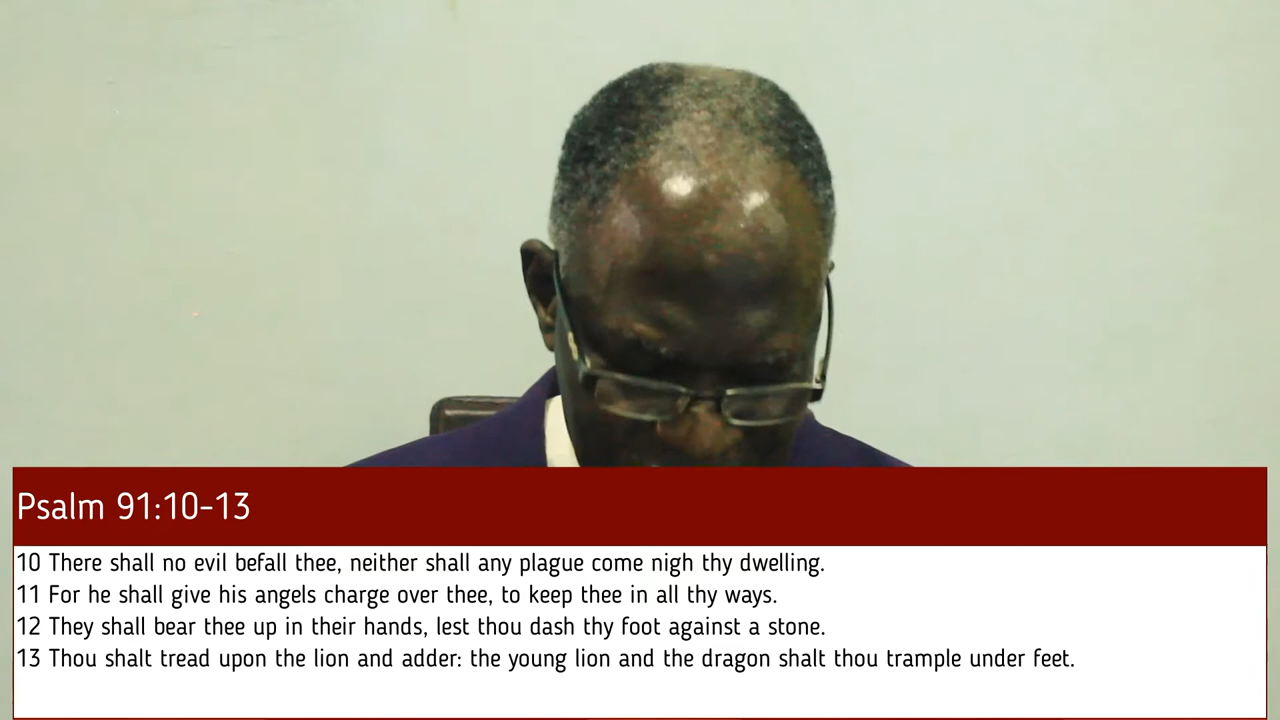 Psalm 91:10-13
10 There shall no evil befall thee, neither shall any plague come nigh thy dwelling.
11 For he shall give his angels charge over thee, to keep thee in all thy ways.
12 They shall bear thee up in their hands, lest thou dash thy foot against a stone.
13 Thou shalt tread upon the lion and adder: the young lion and the dragon shalt thou trample under feet.